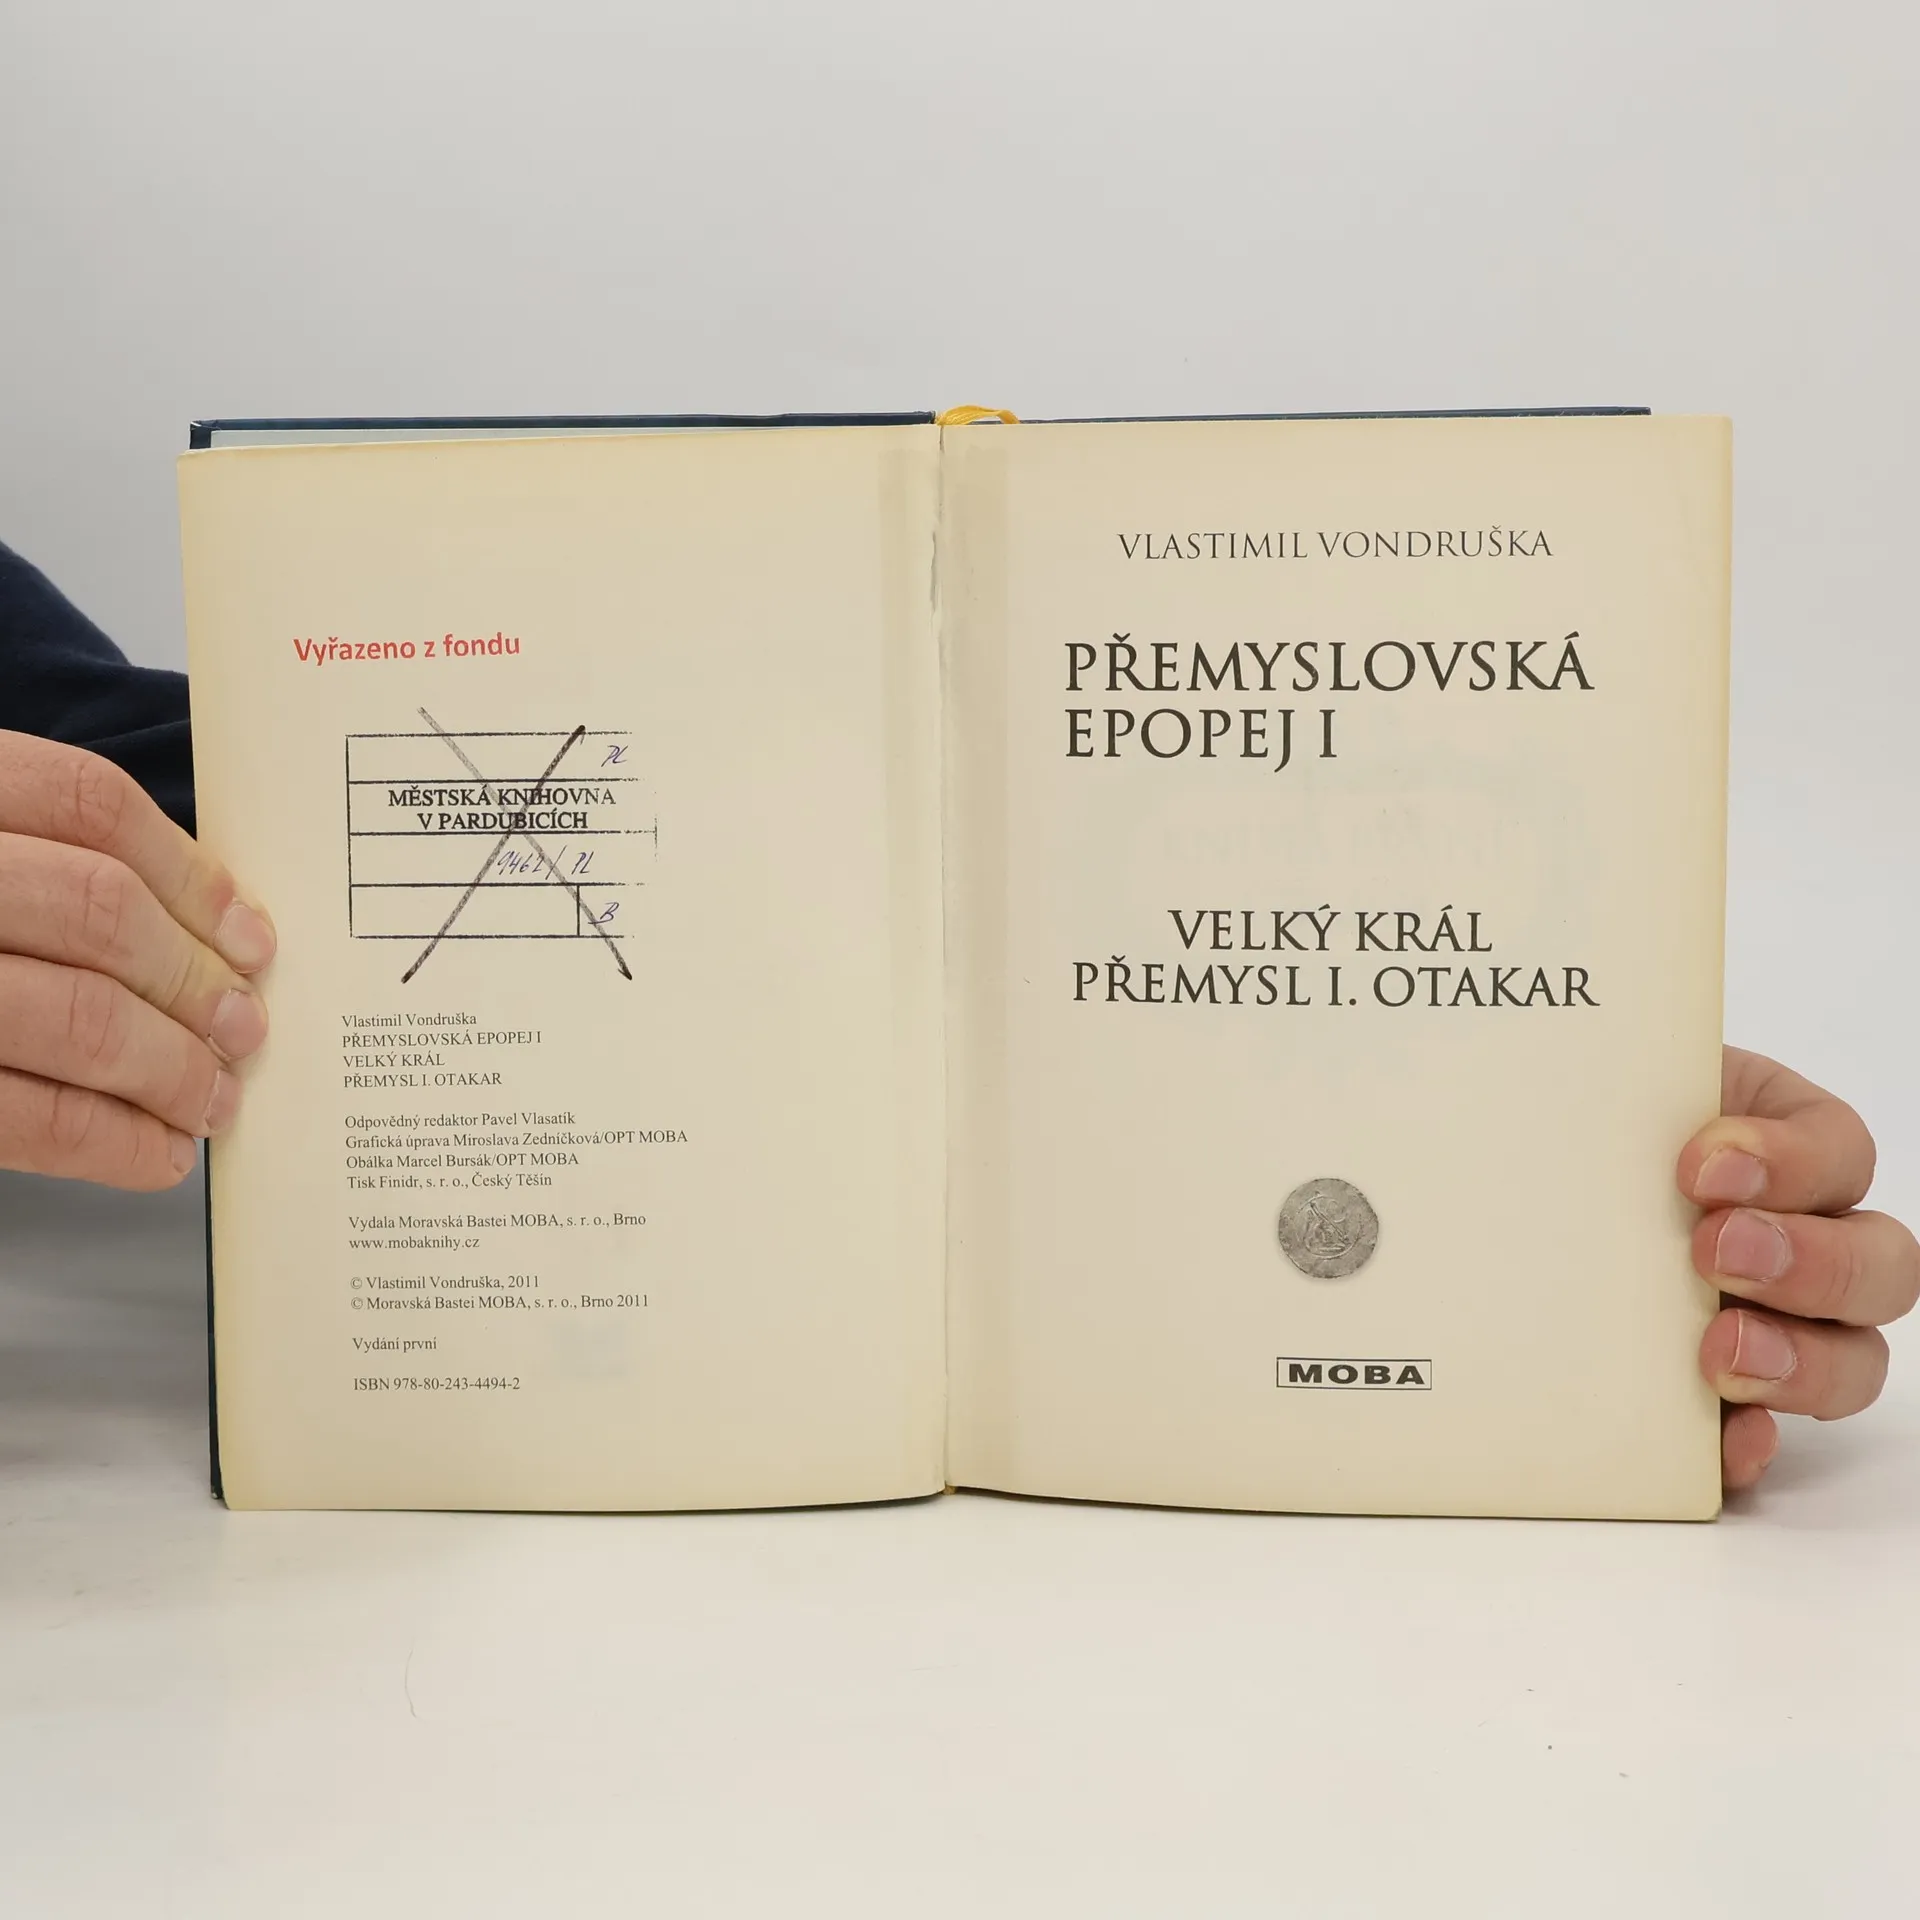 Vyřazeno z fondu
PL
MĚSTSKÁ KNIHOVNA
V PARDUBICÍCH
9462/ PL
B
Vlastimil Vondruška
PŘEMYSLOVSKÁ EPOPEJ I
VELKÝ KRÁL
PŘEMYSL I. OTAKAR
Odpovědný redaktor Pavel Vlasatík
Grafická úprava Miroslava Zedníčková/OPT MOBA
Obálka Marcel Bursák/OPT MOBA
Tisk Finidr, s. r. o., Český Těšín
Vydala Moravská Bastei MOBA, s. r. o., Brno
www.mobaknihy.cz
© Vlastimil Vondruška, 2011
© Moravská Bastei MOBA, s. r. o., Brno 2011
Vydání první
ISBN 978-80-243-4494-2
VLASTIMIL VONDRUŠKA
PŘEMYSLOVSKÁ
EPOPEJ I
VELKÝ KRÁL
PŘEMYSL I. OTAKAR
MOBA